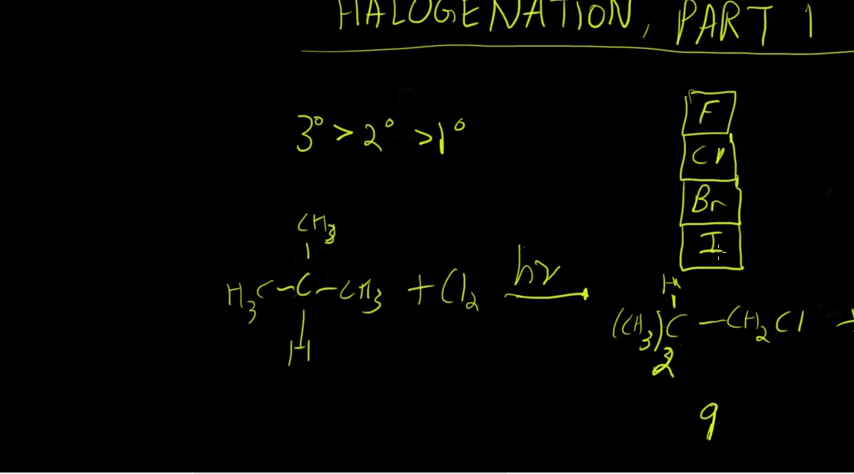 HALOGENATION, PART 1
3° > 2° > 1°
F
Cl
Br
I
CH3
H3C-C-CH3 + Cl2 hν
H
H
(CH3)2C-CH2Cl +
9